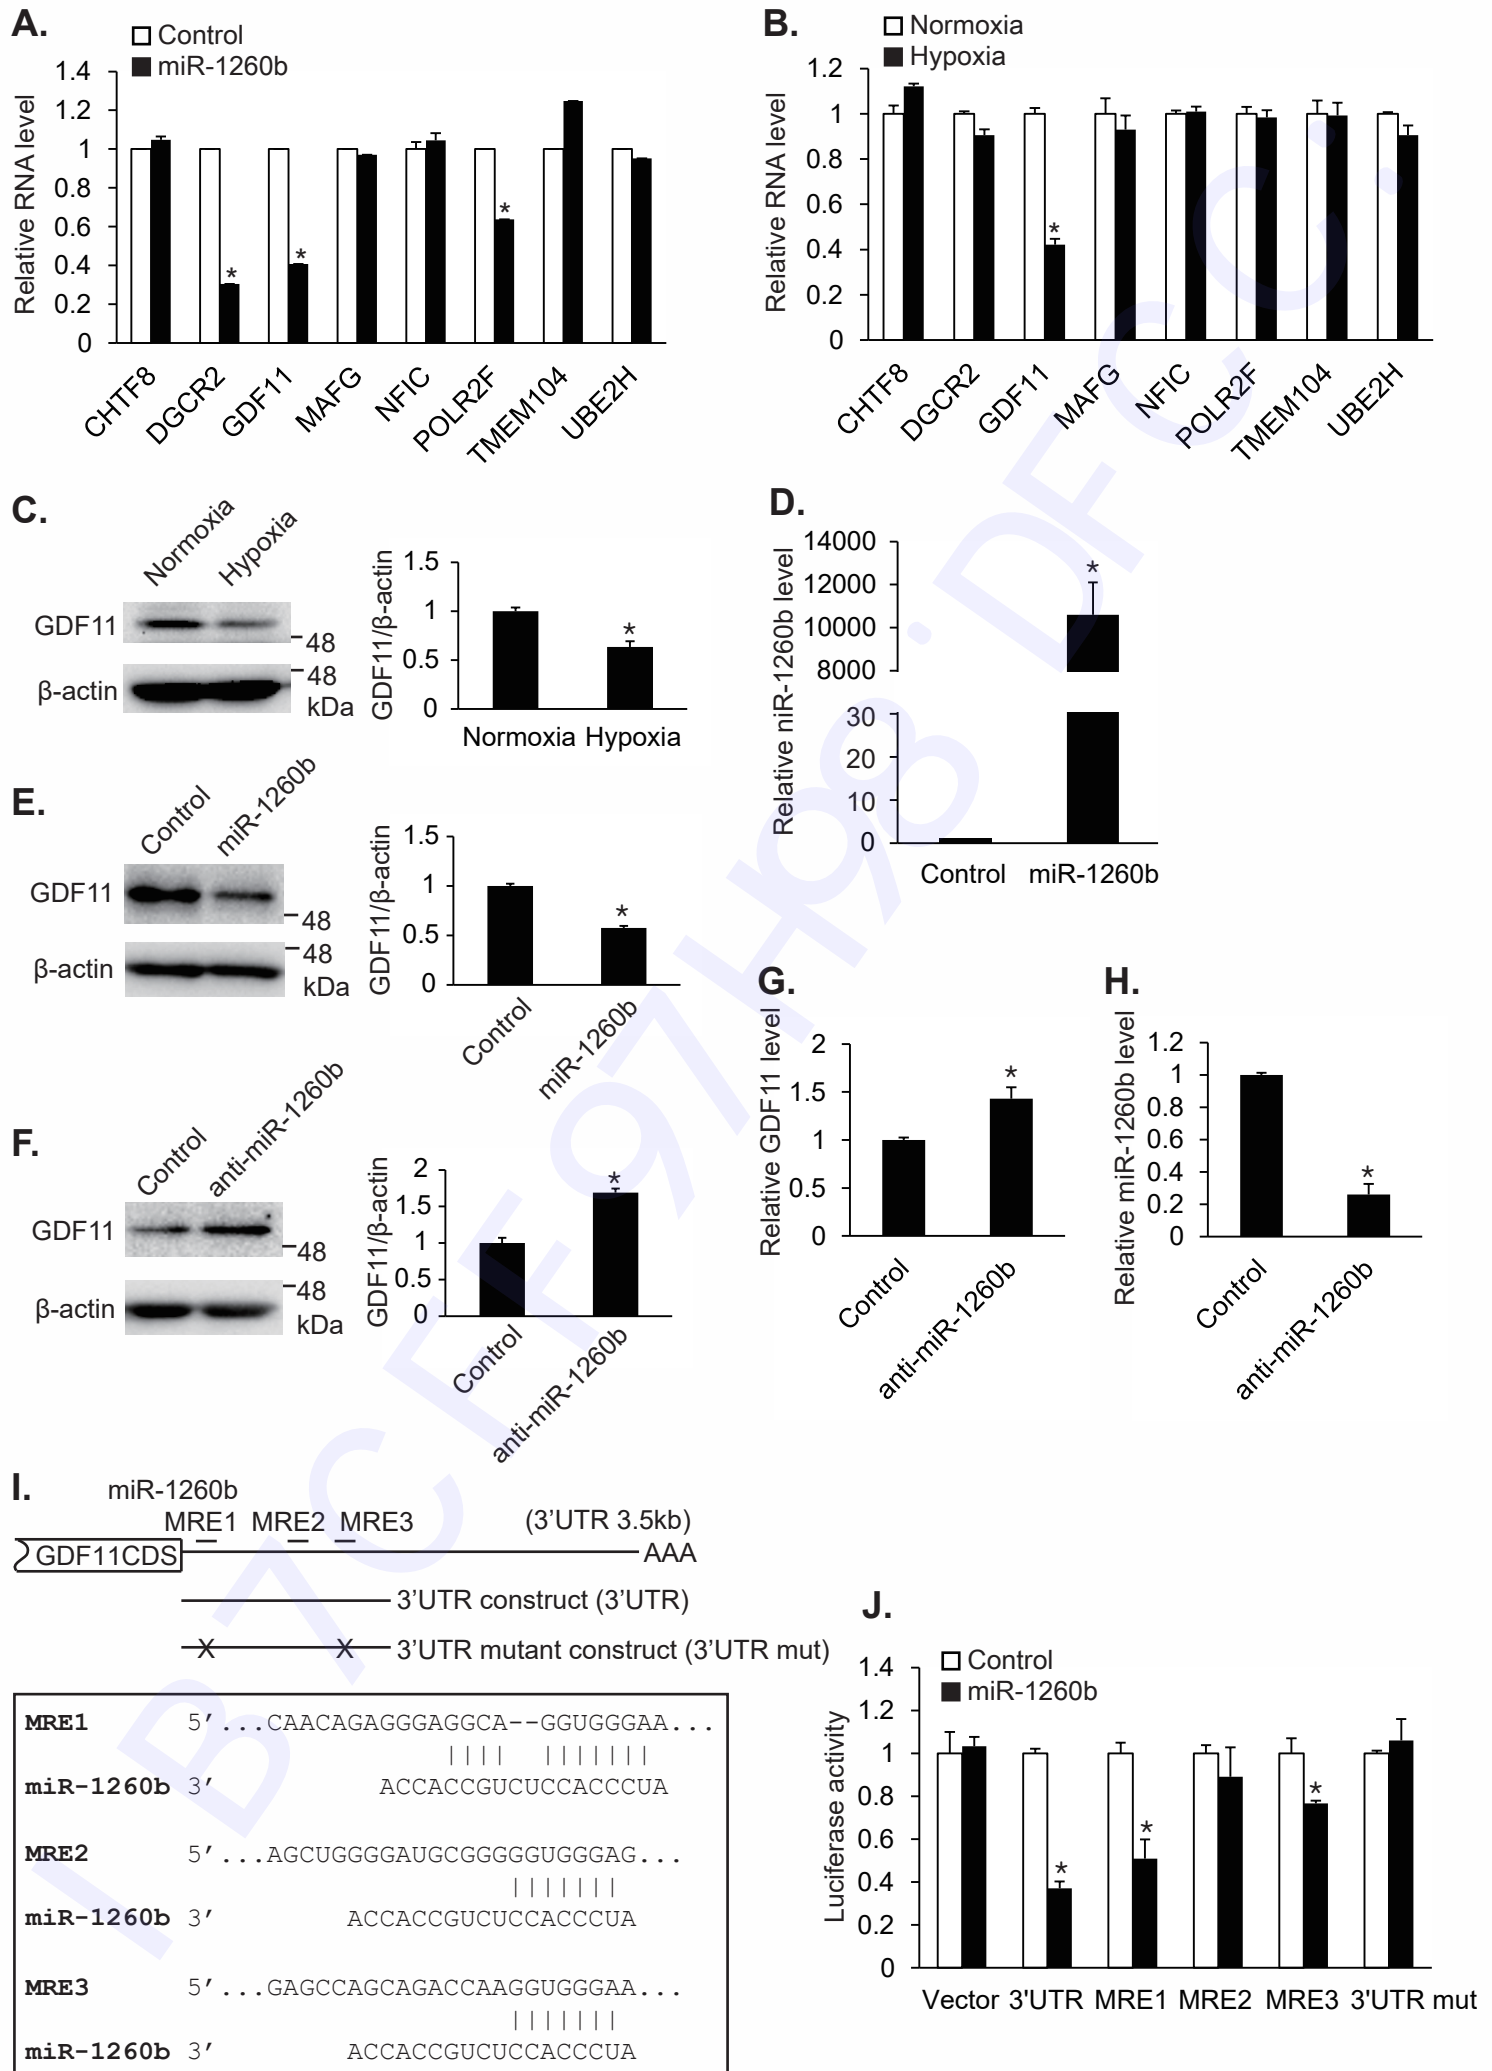 A.
Control
miR-1260b
Relative RNA level
1.4
1.2
1
0.8
0.6
0.4
0.2
0
*
*
*
CHTF8
DGCR2
GDF11
MAFG
NFIC
POLR2F
TMEM104
UBE2H
B.
Normoxia
Hypoxia
Relative RNA level
1.2
1
0.8
0.6
0.4
0.2
0
*
CHTF8
DGCR2
GDF11
MAFG
NFIC
POLR2F
TMEM104
UBE2H
C.
Normoxia
Hypoxia
GDF11
48
β-actin
48
kDa
GDF11/β-actin
1.5
1
0.5
0
*
Normoxia Hypoxia
D.
Relative niR-1260b level
14000
12000
10000
8000
30
20
10
0
*
Control miR-1260b
E.
Control
miR-1260b
GDF11
48
β-actin
48
kDa
GDF11/β-actin
1.5
1
0.5
0
*
Control
miR-1260b
F.
Control
anti-miR-1260b
GDF11
48
β-actin
48
kDa
GDF11/β-actin
2
1.5
1
0.5
0
*
Control
anti-miR-1260b
G.
Relative GDF11 level
2
1.5
1
0.5
0
*
Control
anti-miR-1260b
H.
Relative miR-1260b level
1.2
1
0.8
0.6
0.4
0.2
0
*
Control
anti-miR-1260b
I.
miR-1260b
MRE1 MRE2 MRE3 (3’UTR 3.5kb)
GDF11CDS AAA
3’UTR construct (3’UTR)
X X 3’UTR mutant construct (3’UTR mut)
MRE1 5’...CAACAGAGGGAGGCA--GGUGGGAA...
|||| |||||||
miR-1260b 3’ ACCACCGUCUCCACCCUA
MRE2 5’...AGCUGGGGAUGCGGGGGUGGGAG...
|||||||
miR-1260b 3’ ACCACCGUCUCCACCCUA
MRE3 5’...GAGCCAGCAGACCAAGGUGGGAA...
|||||||
miR-1260b 3’ ACCACCGUCUCCACCCUA
J.
Control
miR-1260b
Luciferase activity
1.4
1.2
1
0.8
0.6
0.4
0.2
0
*
*
*
Vector 3'UTR MRE1 MRE2 MRE3 3'UTR mut